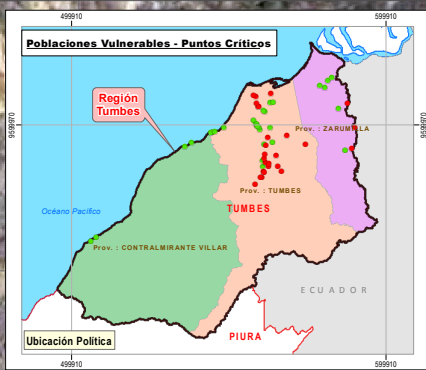 499910
599910
Poblaciones Vulnerables - Puntos Críticos
Región
Tumbes
9599970
9599970
Prov. : ZARUMILLA
Prov. : TUMBES
TUMBES
Océano Pacífico
Prov. : CONTRALMIRANTE VILLAR
ECUADOR
PIURA
Ubicación Política
499910
599910